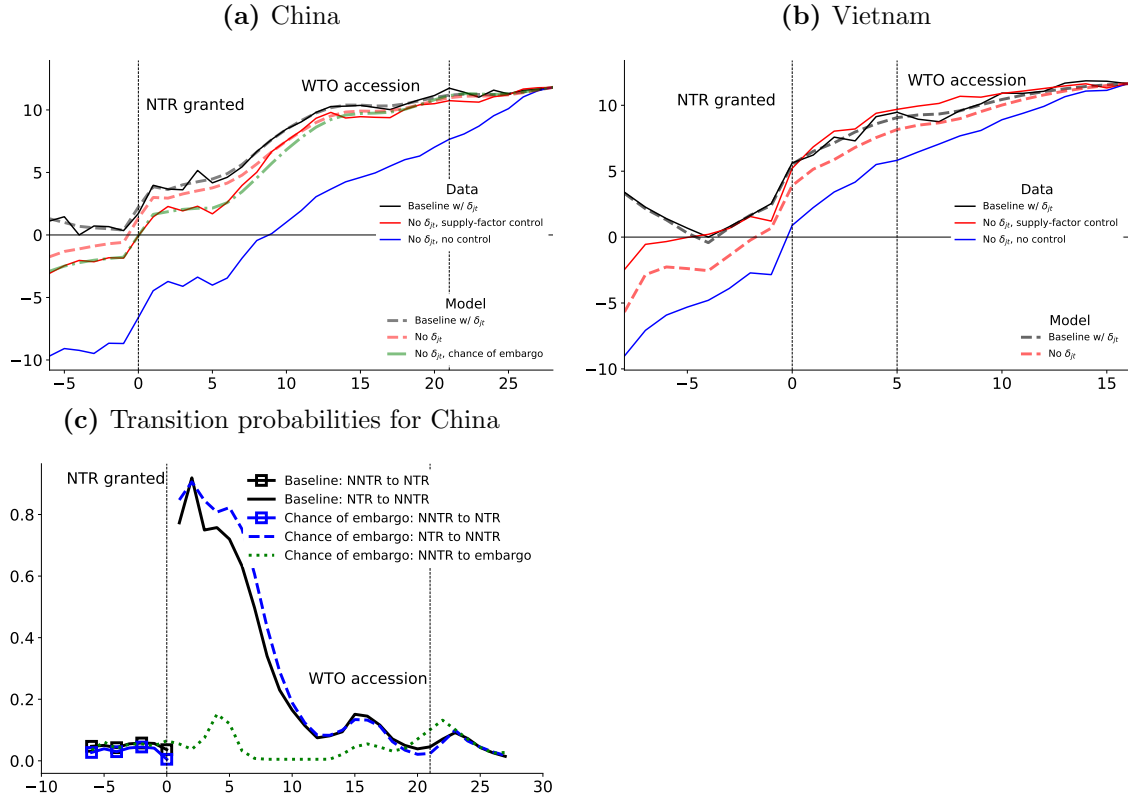 (a) China
NTR granted
WTO accession
Data
Baseline w/ δjt
No δjt, supply-factor control
No δjt, no control
Model
Baseline w/ δjt
No δjt
No δjt, chance of embargo
10
5
0
−5
−10
−5 0 5 10 15 20 25
(b) Vietnam
NTR granted
WTO accession
Data
Baseline w/ δjt
No δjt, supply-factor control
No δjt, no control
Model
Baseline w/ δjt
No δjt
10
5
0
−5
−10
−5 0 5 10 15
(c) Transition probabilities for China
NTR granted
Baseline: NNTR to NTR
Baseline: NTR to NNTR
Chance of embargo: NNTR to NTR
Chance of embargo: NTR to NNTR
Chance of embargo: NNTR to embargo
WTO accession
0.8
0.6
0.4
0.2
0.0
−10 −5 0 5 10 15 20 25 30